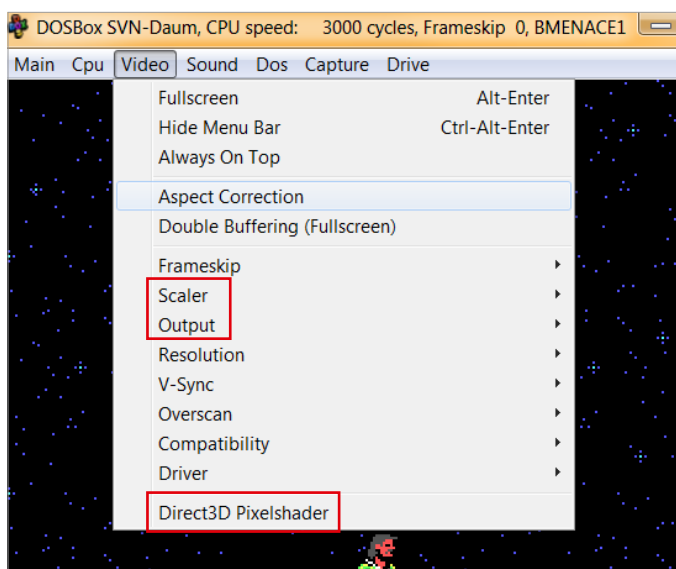 DOSBox SVN-Daum, CPU speed: 3000 cycles, Frameskip 0, BMENACE1
Main Cpu Video Sound Dos Capture Drive
Fullscreen Alt-Enter
Hide Menu Bar Ctrl-Alt-Enter
Always On Top
Aspect Correction
Double Buffering (Fullscreen)
Frameskip
Scaler
Output
Resolution
V-Sync
Overscan
Compatibility
Driver
Direct3D Pixelshader